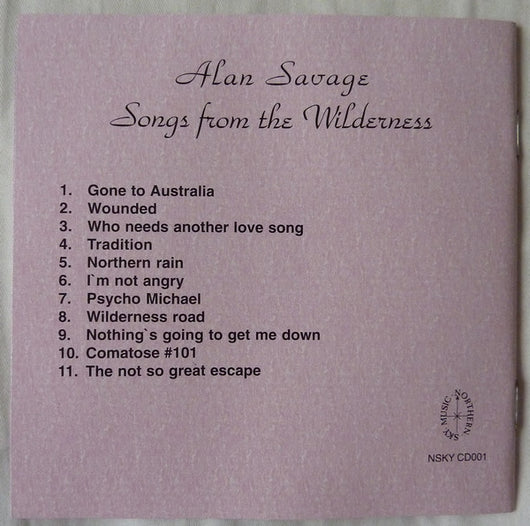 Alan Savage
Songs from the Wilderness
1. Gone to Australia
2. Wounded
3. Who needs another love song
4. Tradition
5. Northern rain
6. I`m not angry
7. Psycho Michael
8. Wilderness road
9. Nothing`s going to get me down
10. Comatose #101
11. The not so great escape
NORTHERN SKY MUSIC
NSKY CD001